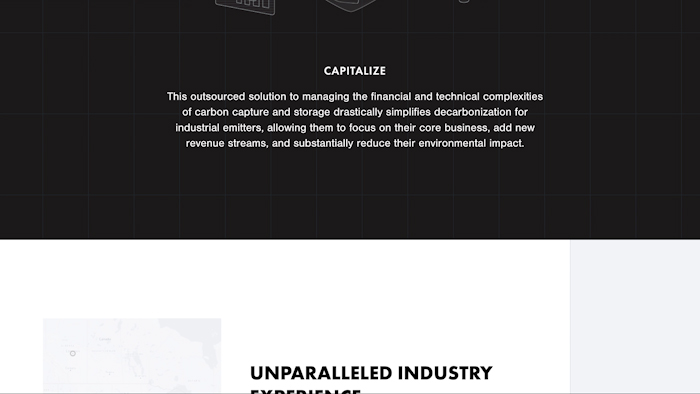 CAPITALIZE
This outsourced solution to managing the financial and technical complexities
of carbon capture and storage drastically simplifies decarbonization for
industrial emitters, allowing them to focus on their core business, add new
revenue streams, and substantially reduce their environmental impact.
UNPARALLELED INDUSTRY
EXPERIENCE